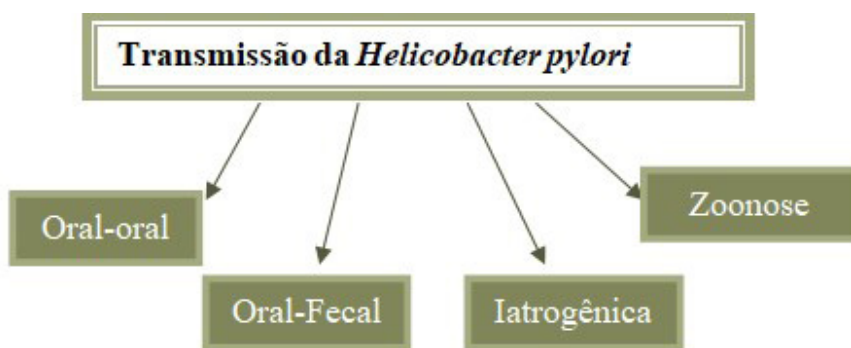 Transmissão da Helicobacter pylori
Oral-oral
Oral-Fecal
Iatrogênica
Zoonose